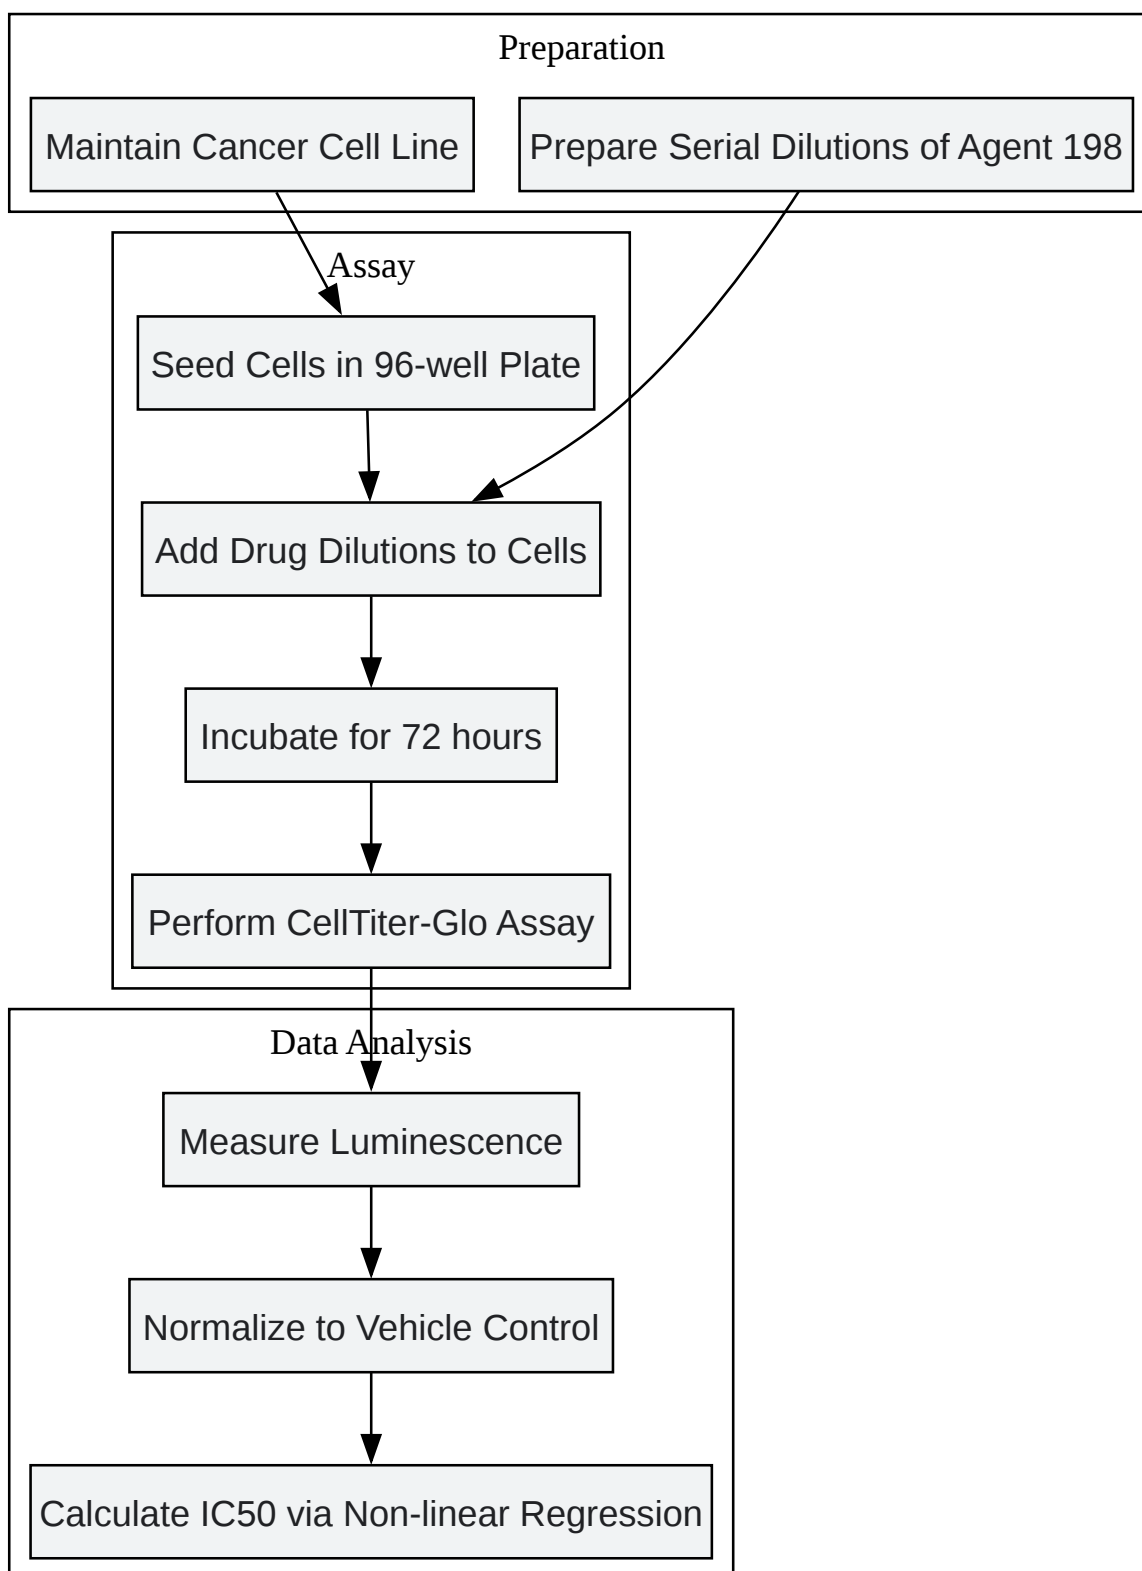 Preparation
Maintain Cancer Cell Line
Prepare Serial Dilutions of Agent 198
Assay
Seed Cells in 96-well Plate
Add Drug Dilutions to Cells
Incubate for 72 hours
Perform CellTiter-Glo Assay
Data Analysis
Measure Luminescence
Normalize to Vehicle Control
Calculate IC50 via Non-linear Regression